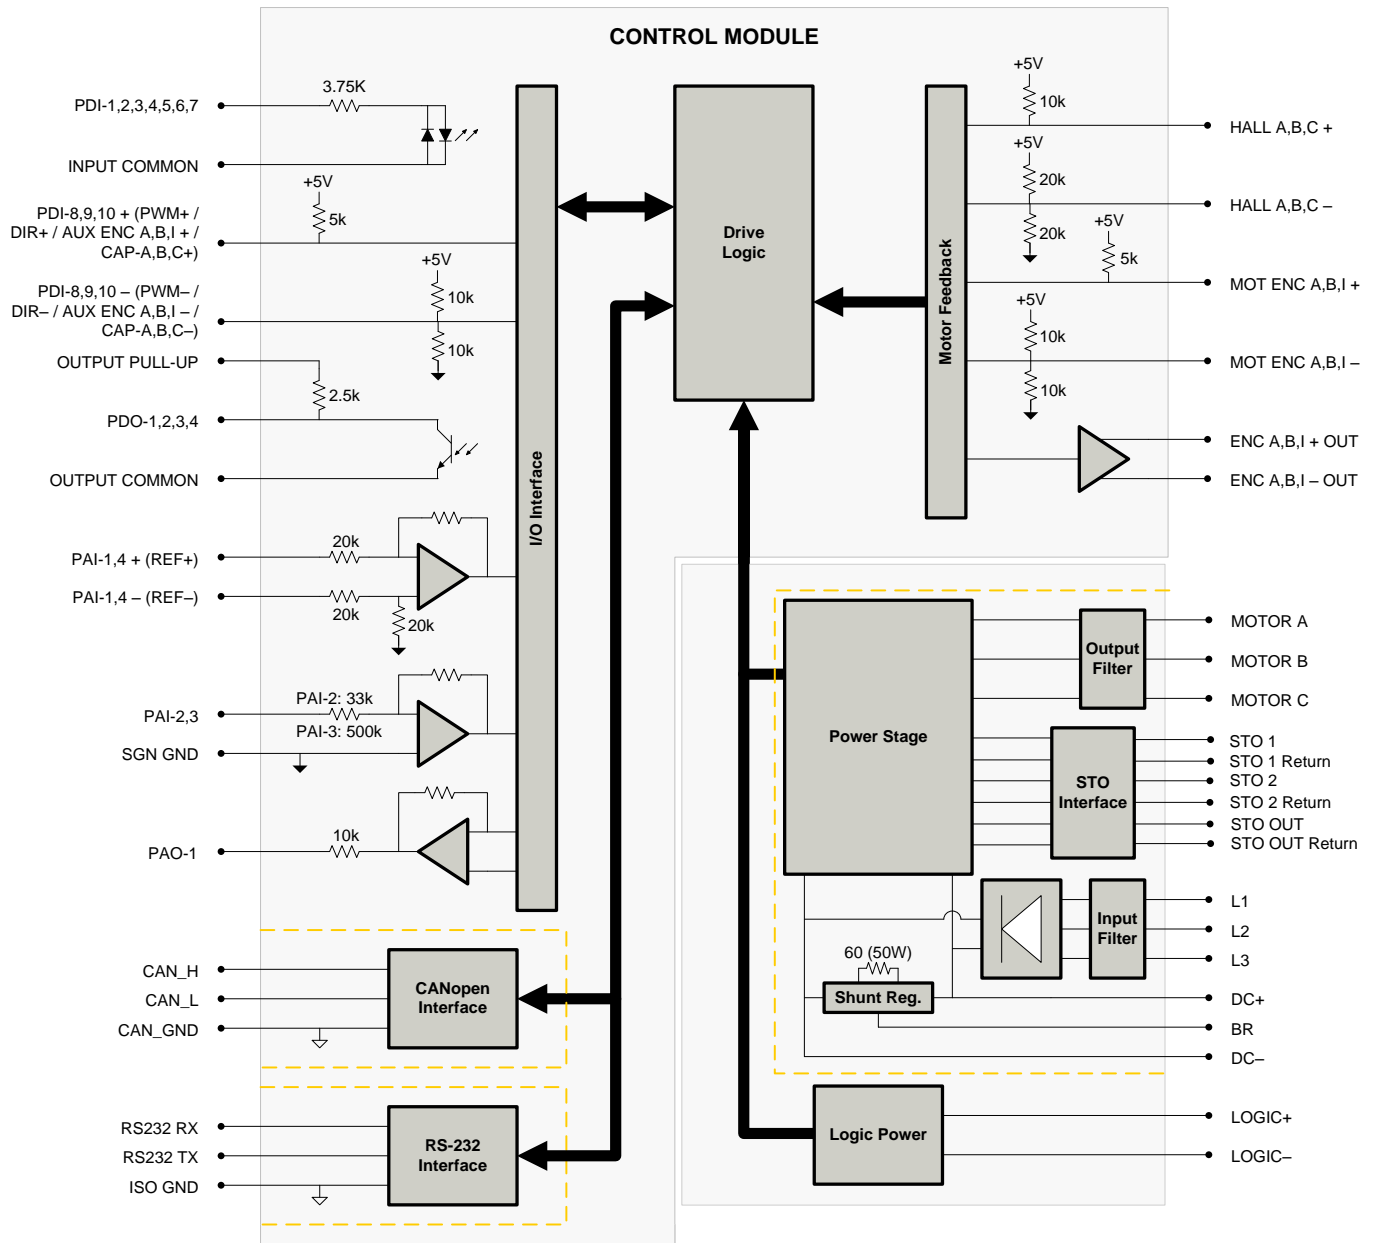 CONTROL MODULE
PDI-1,2,3,4,5,6,7
3.75K
INPUT COMMON
+5V
5k
PDI-8,9,10 + (PWM+ /
DIR+ / AUX ENC A,B,I + /
CAP-A,B,C+)
+5V
10k
10k
PDI-8,9,10 – (PWM– /
DIR– / AUX ENC A,B,I – /
CAP-A,B,C–)
OUTPUT PULL-UP
2.5k
PDO-1,2,3,4
OUTPUT COMMON
PAI-1,4 + (REF+)
20k
PAI-1,4 – (REF–)
20k
20k
PAI-2,3
PAI-2: 33k
PAI-3: 500k
SGN GND
PAO-1
10k
I/O Interface
CAN_H
CAN_L
CAN_GND
CANopen
Interface
RS232 RX
RS232 TX
ISO GND
RS-232
Interface
Drive
Logic
Motor Feedback
+5V
10k
HALL A,B,C +
+5V
20k
20k
HALL A,B,C –
+5V
5k
MOT ENC A,B,I +
+5V
10k
10k
MOT ENC A,B,I –
ENC A,B,I + OUT
ENC A,B,I – OUT
Power Stage
Output
Filter
MOTOR A
MOTOR B
MOTOR C
STO
Interface
STO 1
STO 1 Return
STO 2
STO 2 Return
STO OUT
STO OUT Return
Input
Filter
L1
L2
L3
60 (50W)
Shunt Reg.
DC+
BR
DC–
Logic Power
LOGIC+
LOGIC–